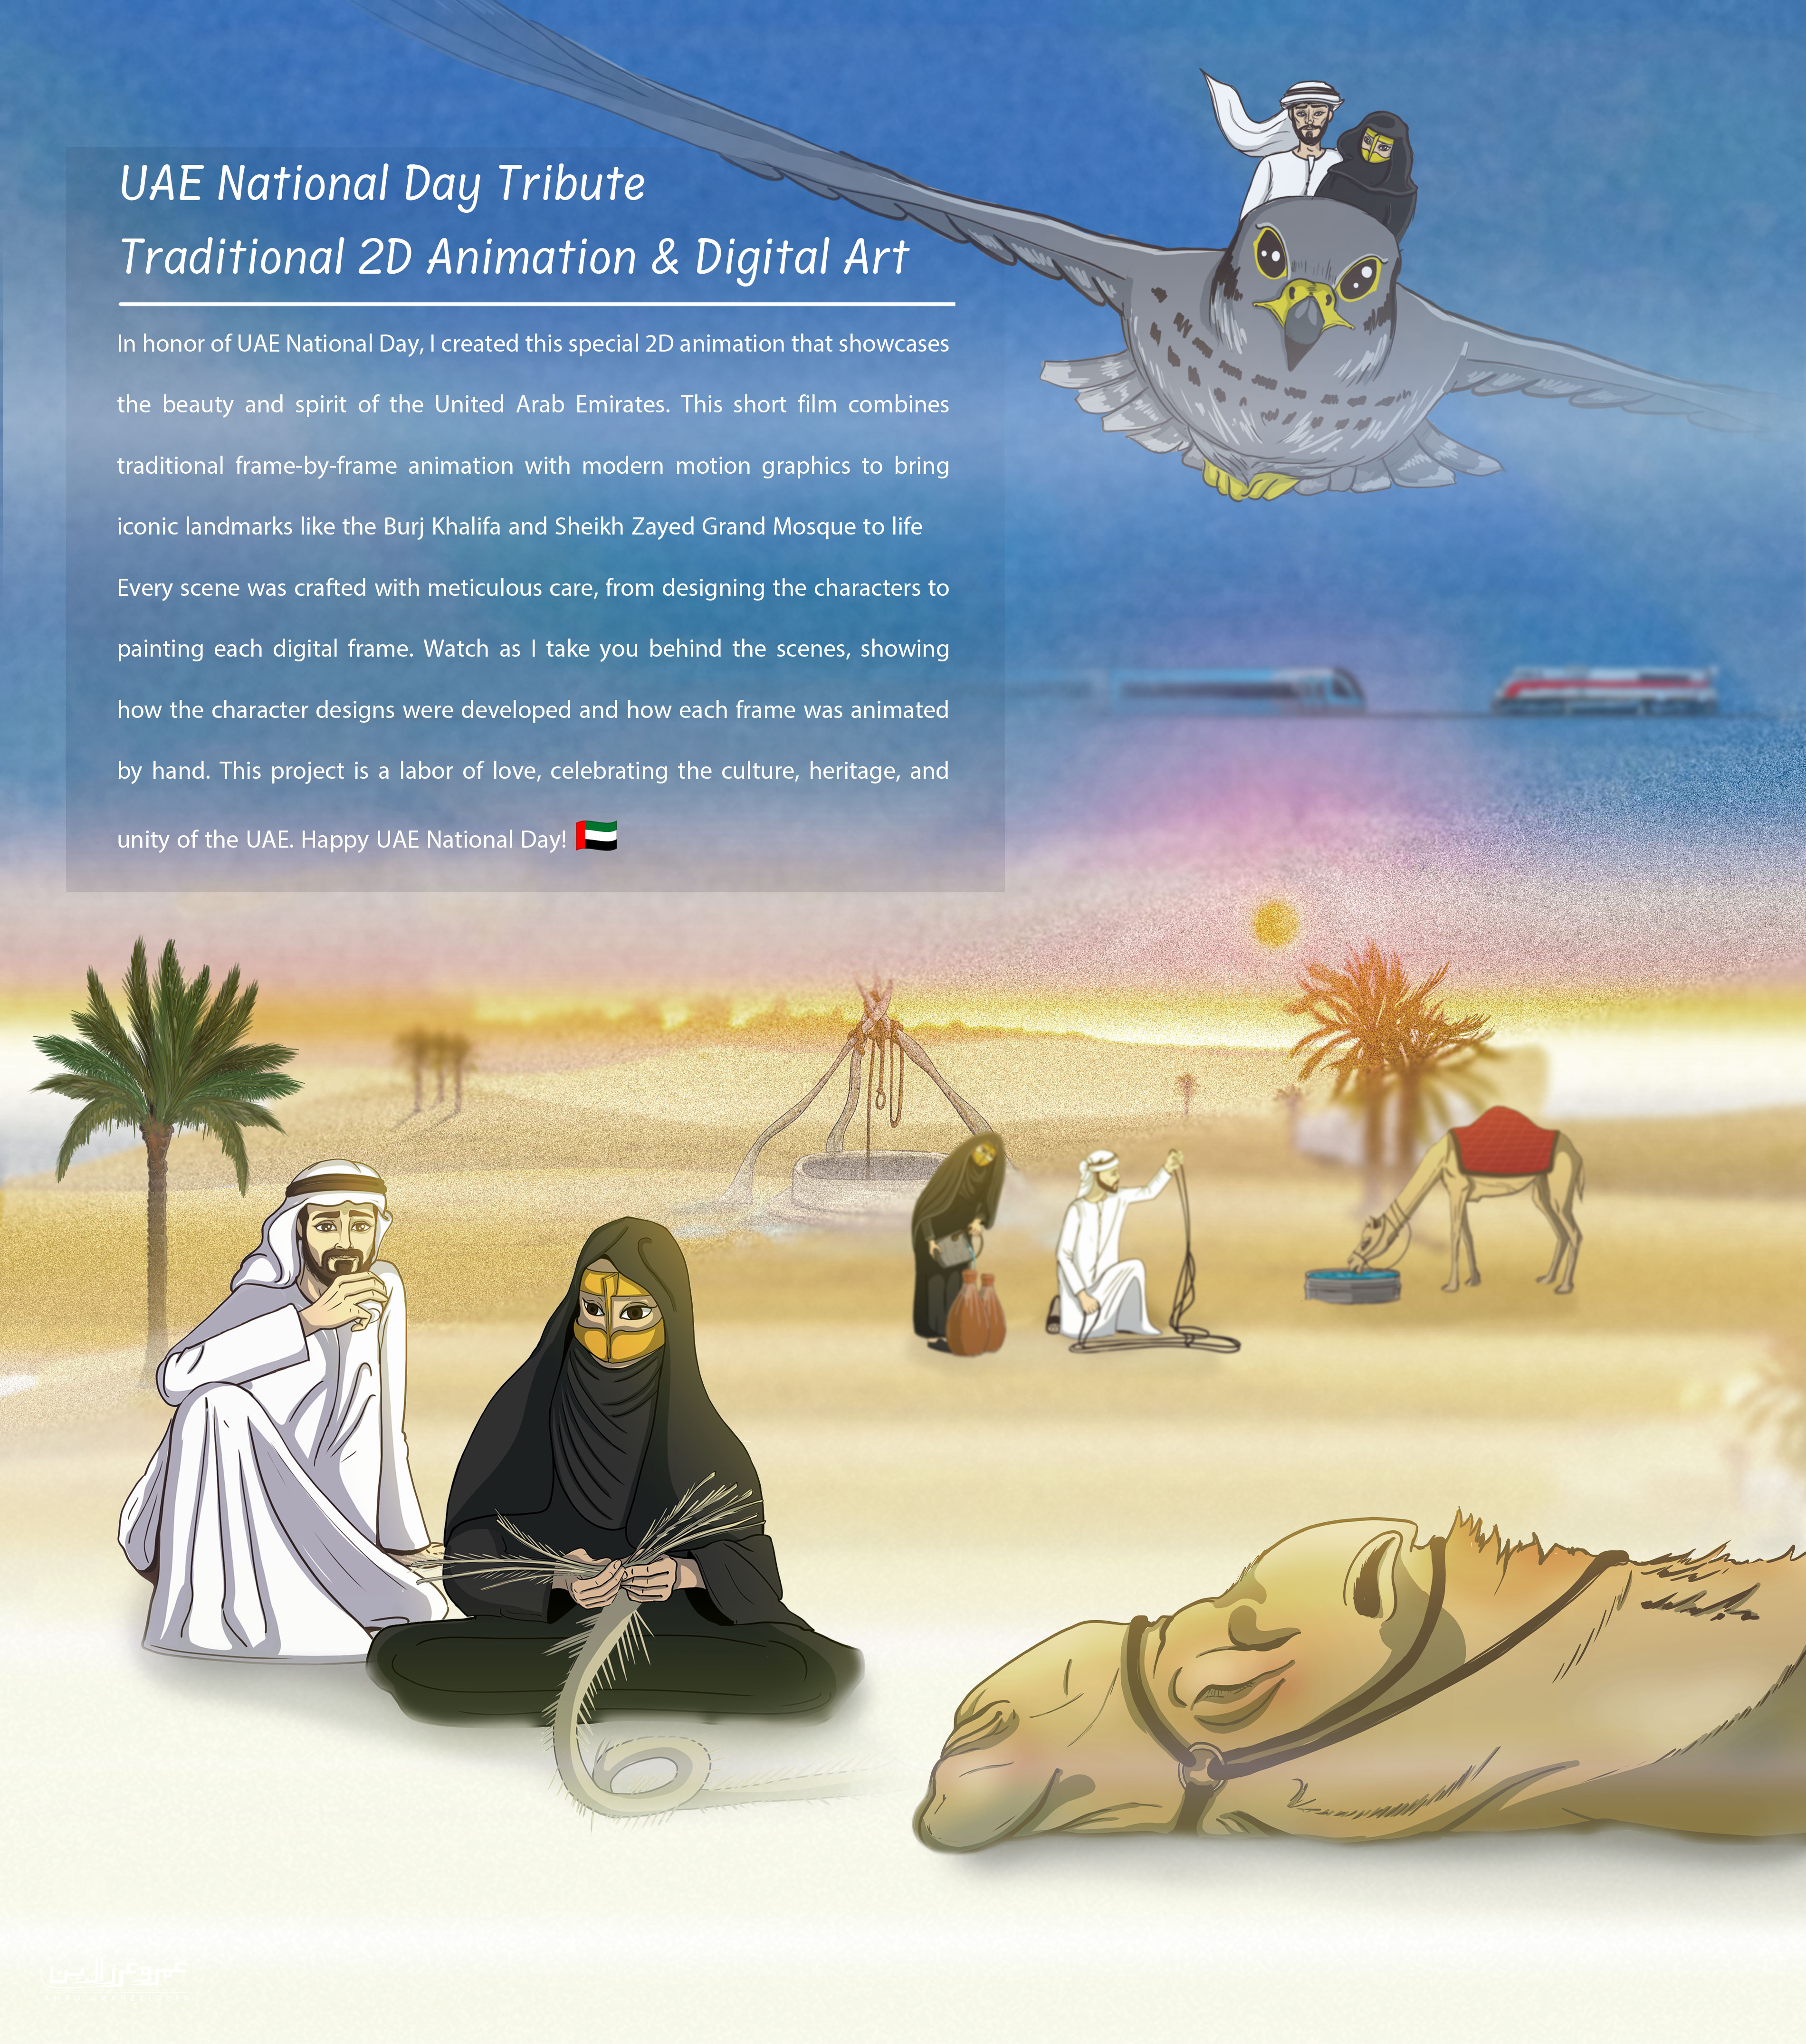 UAE National Day Tribute
Traditional 2D Animation & Digital Art
In honor of UAE National Day, I created this special 2D animation that showcases
the beauty and spirit of the United Arab Emirates. This short film combines
traditional frame-by-frame animation with modern motion graphics to bring
iconic landmarks like the Burj Khalifa and Sheikh Zayed Grand Mosque to life
Every scene was crafted with meticulous care, from designing the characters to
painting each digital frame. Watch as I take you behind the scenes, showing
how the character designs were developed and how each frame was animated
by hand. This project is a labor of love, celebrating the culture, heritage, and
unity of the UAE. Happy UAE National Day! 🇦🇪
عمرو عز الدين